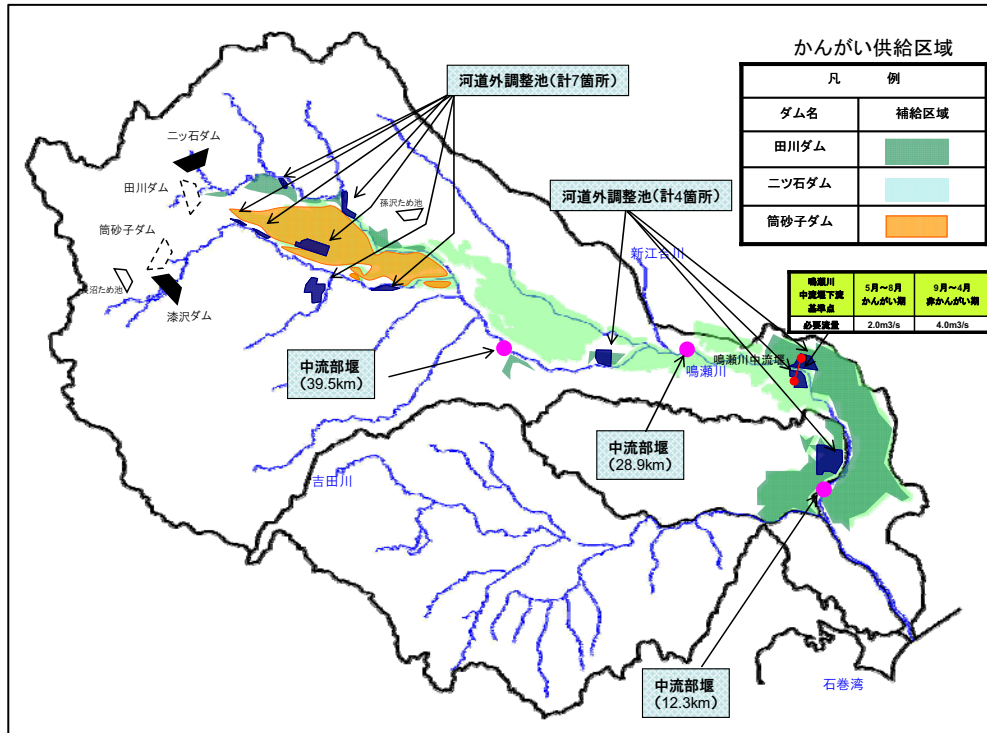 かんがい供給区域
凡 例
ダム名 補給区域
田川ダム
二ツ石ダム
筒砂子ダム
河道外調整池(計7箇所)
二ッ石ダム
田川ダム
筒砂子ダム
沼ため池
漆沢ダム
孫沢ため池
河道外調整池(計4箇所)
新江合川
鳴瀬川
中流堰下流
基準点
5月~8月
かんがい期
9月~4月
非かんがい期
必要流量 2.0m3/s 4.0m3/s
中流部堰
(39.5km)
鳴瀬川中流堰
鳴瀬川
中流部堰
(28.9km)
吉田川
中流部堰
(12.3km)
石巻湾